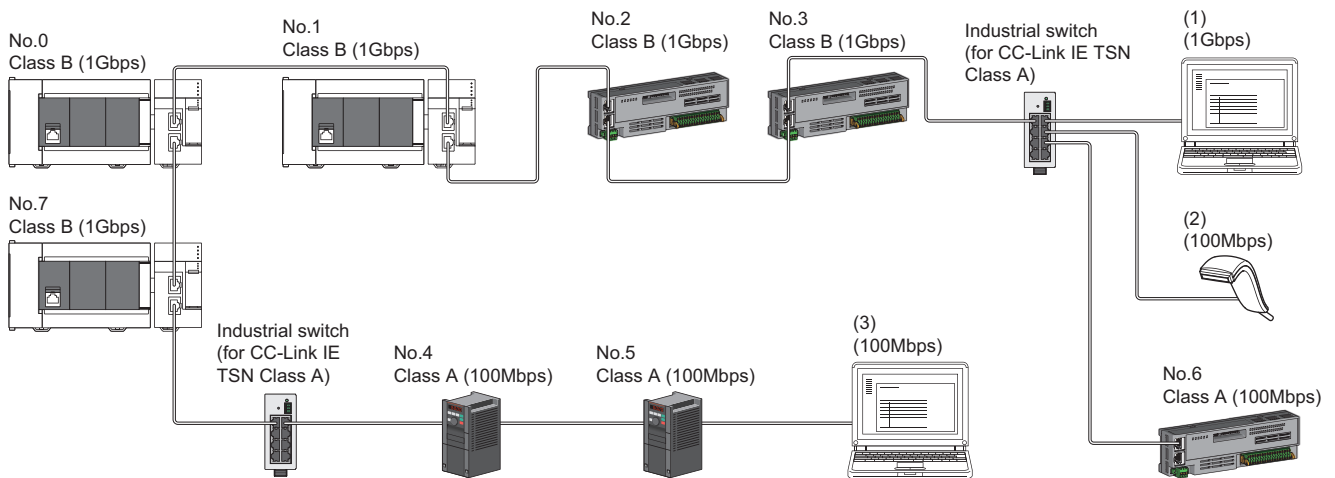 No.0
Class B (1Gbps)
No.1
Class B (1Gbps)
No.2
Class B (1Gbps)
No.3
Class B (1Gbps)
Industrial switch
(for CC-Link IE TSN
Class A)
(1)
(1Gbps)
No.7
Class B (1Gbps)
(2)
(100Mbps)
Industrial switch
(for CC-Link IE
TSN Class A)
No.4
Class A (100Mbps)
No.5
Class A (100Mbps)
(3)
(100Mbps)
No.6
Class A (100Mbps)